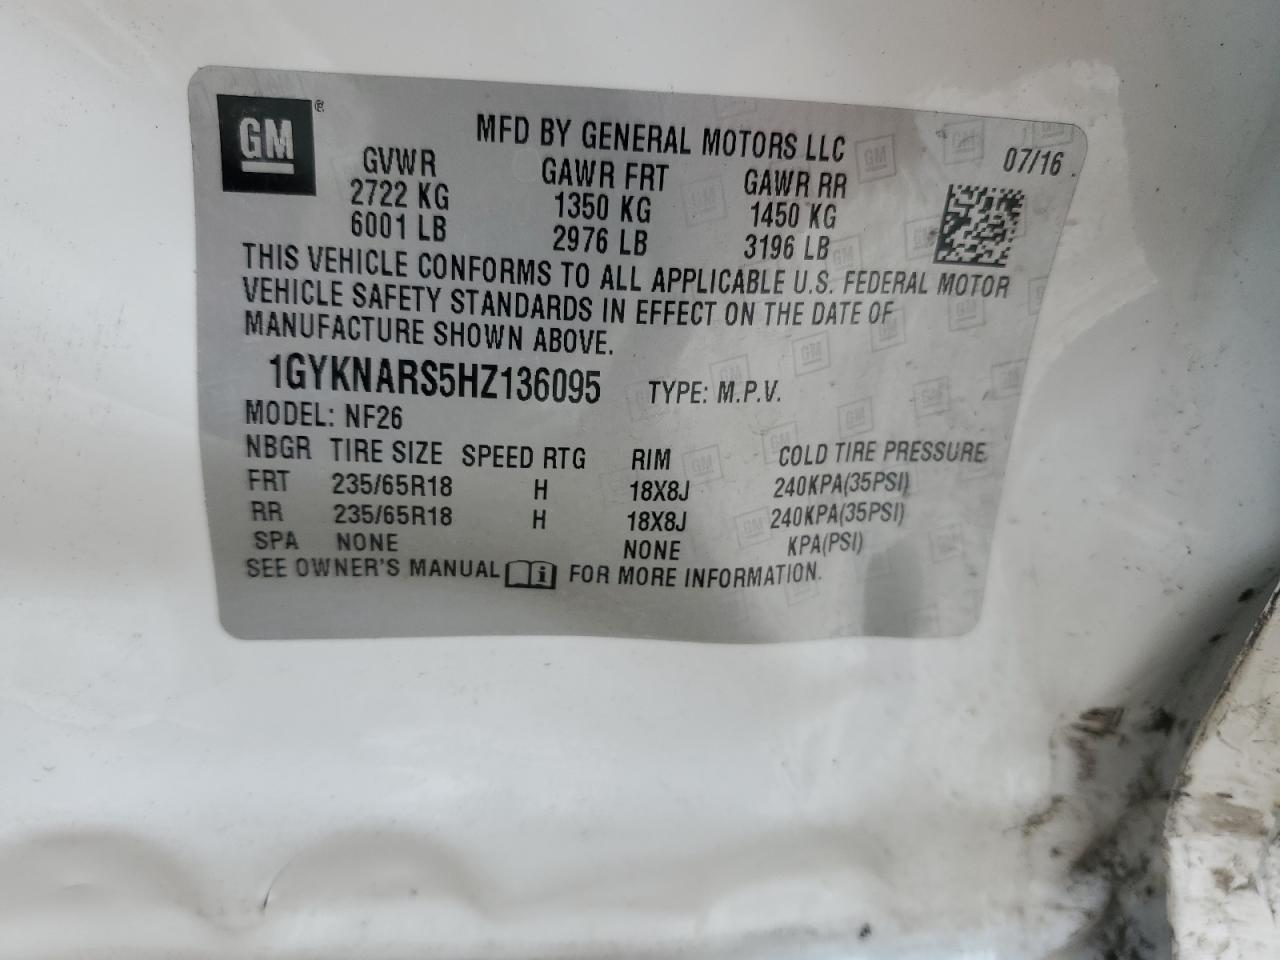 GM ®
MFD BY GENERAL MOTORS LLC
07/16
GVWR GAWR FRT GAWR RR
2722 KG 1350 KG 1450 KG
6001 LB 2976 LB 3196 LB
THIS VEHICLE CONFORMS TO ALL APPLICABLE U.S. FEDERAL MOTOR
VEHICLE SAFETY STANDARDS IN EFFECT ON THE DATE OF
MANUFACTURE SHOWN ABOVE.
1GYKNARS5HZ136095 TYPE: M.P.V.
MODEL: NF26
NBGR TIRE SIZE SPEED RTG RIM COLD TIRE PRESSURE
FRT 235/65R18 H 18X8J 240KPA(35PSI)
RR 235/65R18 H 18X8J 240KPA(35PSI)
SPA NONE NONE KPA(PSI)
SEE OWNER'S MANUAL i FOR MORE INFORMATION.